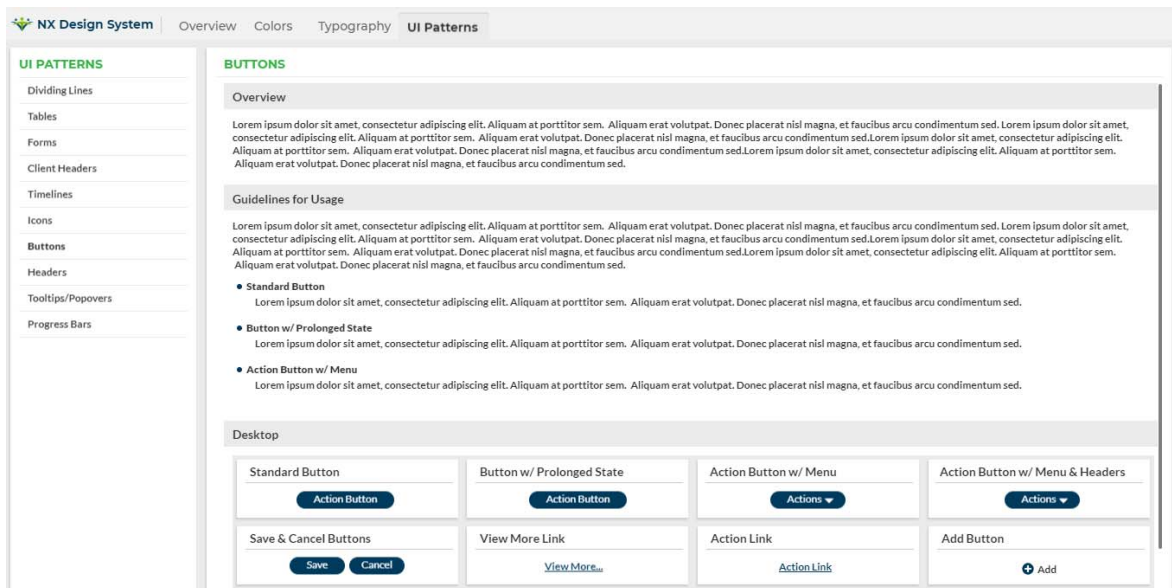 NX Design System
Overview
Colors
Typography
UI Patterns
UI PATTERNS
Dividing Lines
Tables
Forms
Client Headers
Timelines
Icons
Buttons
Headers
Tooltips/Popovers
Progress Bars
BUTTONS
Overview
Lorem ipsum dolor sit amet, consectetur adipiscing elit. Aliquam at porttitor sem.  Aliquam erat volutpat. Donec placerat nisl magna, et faucibus arcu condimentum sed. Lorem ipsum dolor sit amet,
consectetur adipiscing elit. Aliquam at porttitor sem.  Aliquam erat volutpat. Donec placerat nisl magna, et faucibus arcu condimentum sed.Lorem ipsum dolor sit amet, consectetur adipiscing elit.
Aliquam at porttitor sem.  Aliquam erat volutpat. Donec placerat nisl magna, et faucibus arcu condimentum sed.Lorem ipsum dolor sit amet, consectetur adipiscing elit. Aliquam at porttitor sem.
Aliquam erat volutpat. Donec placerat nisl magna, et faucibus arcu condimentum sed.
Guidelines for Usage
Lorem ipsum dolor sit amet, consectetur adipiscing elit. Aliquam at porttitor sem.  Aliquam erat volutpat. Donec placerat nisl magna, et faucibus arcu condimentum sed. Lorem ipsum dolor sit amet,
consectetur adipiscing elit. Aliquam at porttitor sem.  Aliquam erat volutpat. Donec placerat nisl magna, et faucibus arcu condimentum sed.Lorem ipsum dolor sit amet, consectetur adipiscing elit.
Aliquam at porttitor sem.  Aliquam erat volutpat. Donec placerat nisl magna, et faucibus arcu condimentum sed.Lorem ipsum dolor sit amet, consectetur adipiscing elit. Aliquam at porttitor sem.
Aliquam erat volutpat. Donec placerat nisl magna, et faucibus arcu condimentum sed.
• Standard Button
Lorem ipsum dolor sit amet, consectetur adipiscing elit. Aliquam at porttitor sem.  Aliquam erat volutpat. Donec placerat nisl magna, et faucibus arcu condimentum sed.
• Button w/ Prolonged State
Lorem ipsum dolor sit amet, consectetur adipiscing elit. Aliquam at porttitor sem.  Aliquam erat volutpat. Donec placerat nisl magna, et faucibus arcu condimentum sed.
• Action Button w/ Menu
Lorem ipsum dolor sit amet, consectetur adipiscing elit. Aliquam at porttitor sem.  Aliquam erat volutpat. Donec placerat nisl magna, et faucibus arcu condimentum sed.
Desktop
Standard Button
Action Button
Button w/ Prolonged State
Action Button
Action Button w/ Menu
Actions
Action Button w/ Menu & Headers
Actions
Save & Cancel Buttons
Save
Cancel
View More Link
View More...
Action Link
Action Link
Add Button
Add